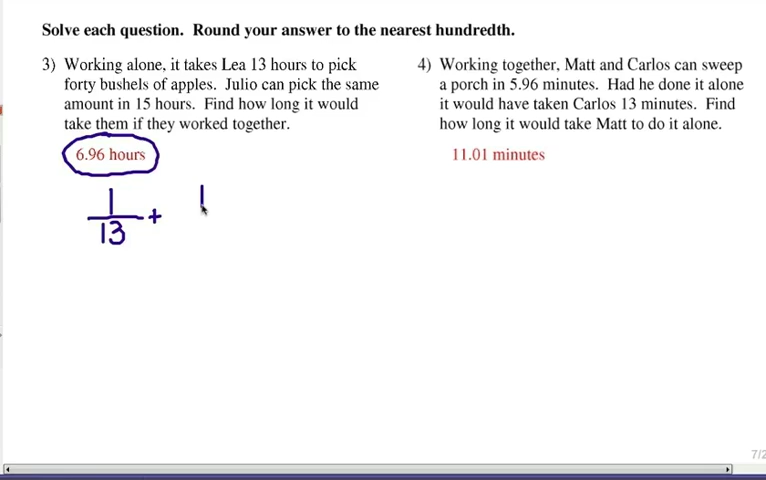 Solve each question. Round your answer to the nearest hundredth.
3) Working alone, it takes Lea 13 hours to pick
forty bushels of apples. Julio can pick the same
amount in 15 hours. Find how long it would
take them if they worked together.
6.96 hours
1
13
+
1
4) Working together, Matt and Carlos can sweep
a porch in 5.96 minutes. Had he done it alone
it would have taken Carlos 13 minutes. Find
how long it would take Matt to do it alone.
11.01 minutes